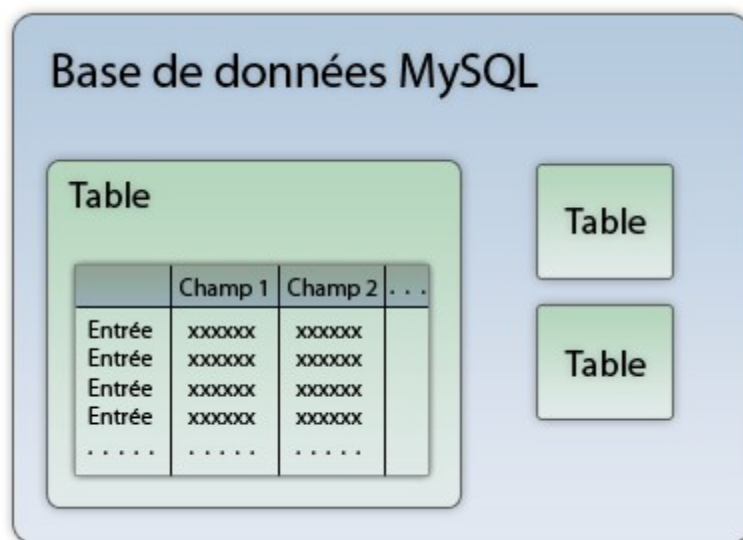 Base de données MySQL
Table
Champ 1 Champ 2 . . .
Entrée xxxxxx xxxxxx
Entrée xxxxxx xxxxxx
Entrée xxxxxx xxxxxx
Entrée xxxxxx xxxxxx
. . . . . . . . . . . . . . .
Table
Table